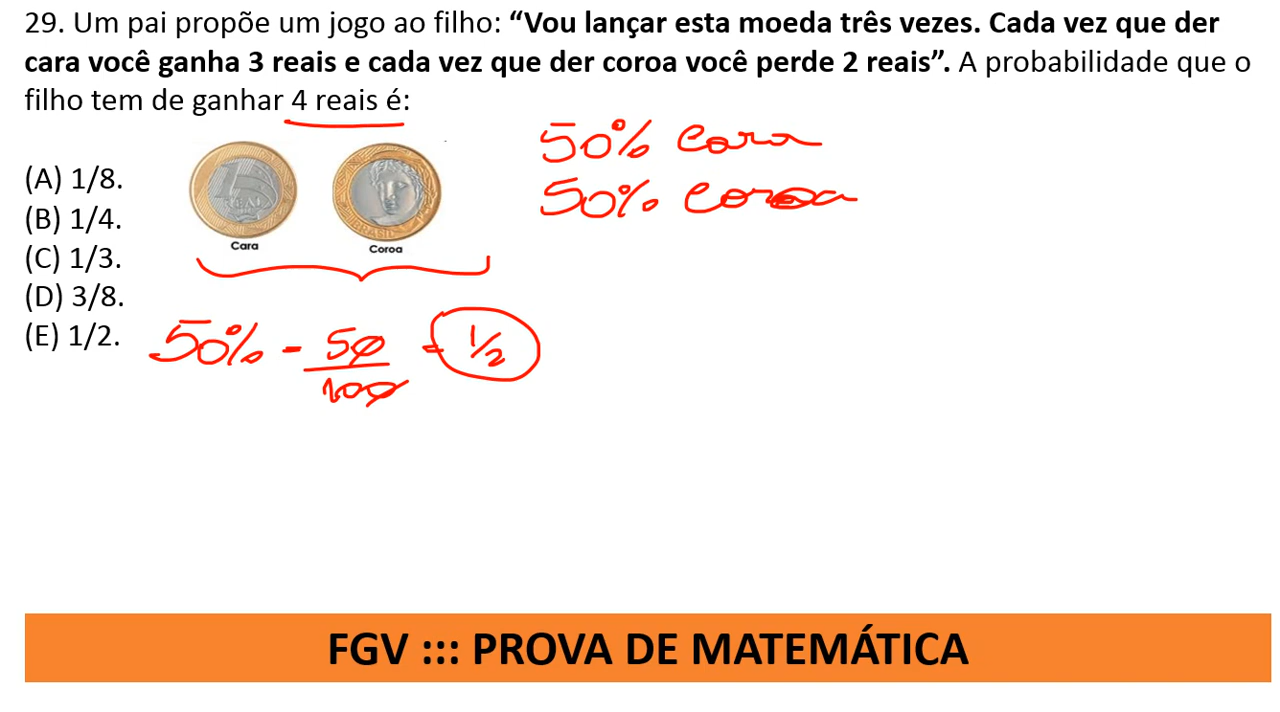 29. Um pai propõe um jogo ao filho: “Vou lançar esta moeda três vezes. Cada vez que der
cara você ganha 3 reais e cada vez que der coroa você perde 2 reais”. A probabilidade que o
filho tem de ganhar 4 reais é:
50% cara
50% coroa
(A) 1/8.
(B) 1/4.
(C) 1/3.
(D) 3/8.
(E) 1/2.
1
REAL
BRASIL
Cara
Coroa
50% = 50/100 = 1/2
FGV ::: PROVA DE MATEMÁTICA